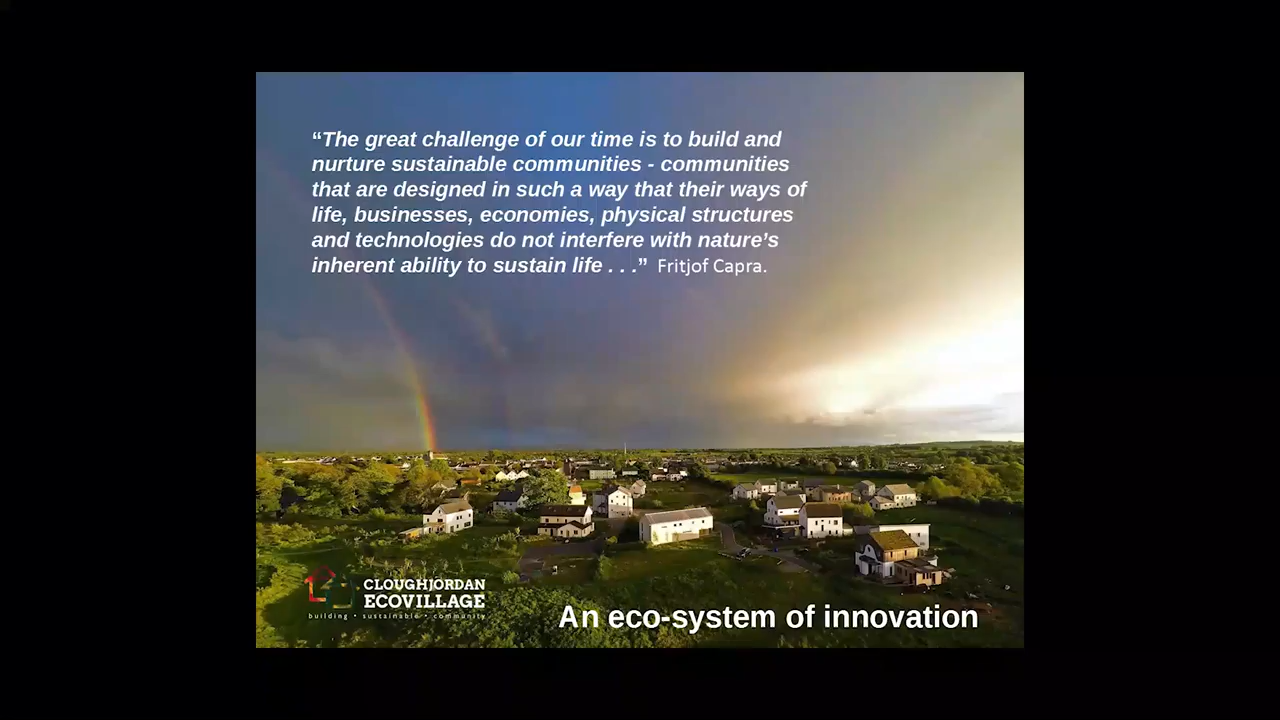 “The great challenge of our time is to build and
nurture sustainable communities - communities
that are designed in such a way that their ways of
life, businesses, economies, physical structures
and technologies do not interfere with nature’s
inherent ability to sustain life . . .” Fritjof Capra.
CLOUGHJORDAN
ECOVILLAGE
building • sustainable • community
An eco-system of innovation